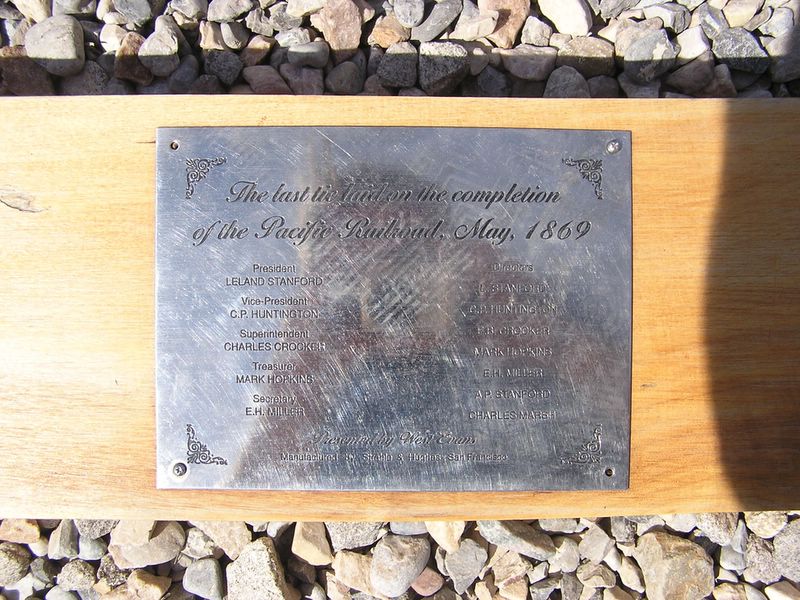 The last tie laid on the completion
of the Pacific Railroad, May, 1869
President
LELAND STANFORD
Vice-President
C.P. HUNTINGTON
Superintendent
CHARLES CROCKER
Treasurer
MARK HOPKINS
Secretary
E.H. MILLER
Directors
L. STANFORD
C.P. HUNTINGTON
E.B. CROCKER
MARK HOPKINS
E.H. MILLER
A.P. STANFORD
CHARLES MARSH
Presented by West Evans
Manufactured By Strahle & Hughes, San Francisco